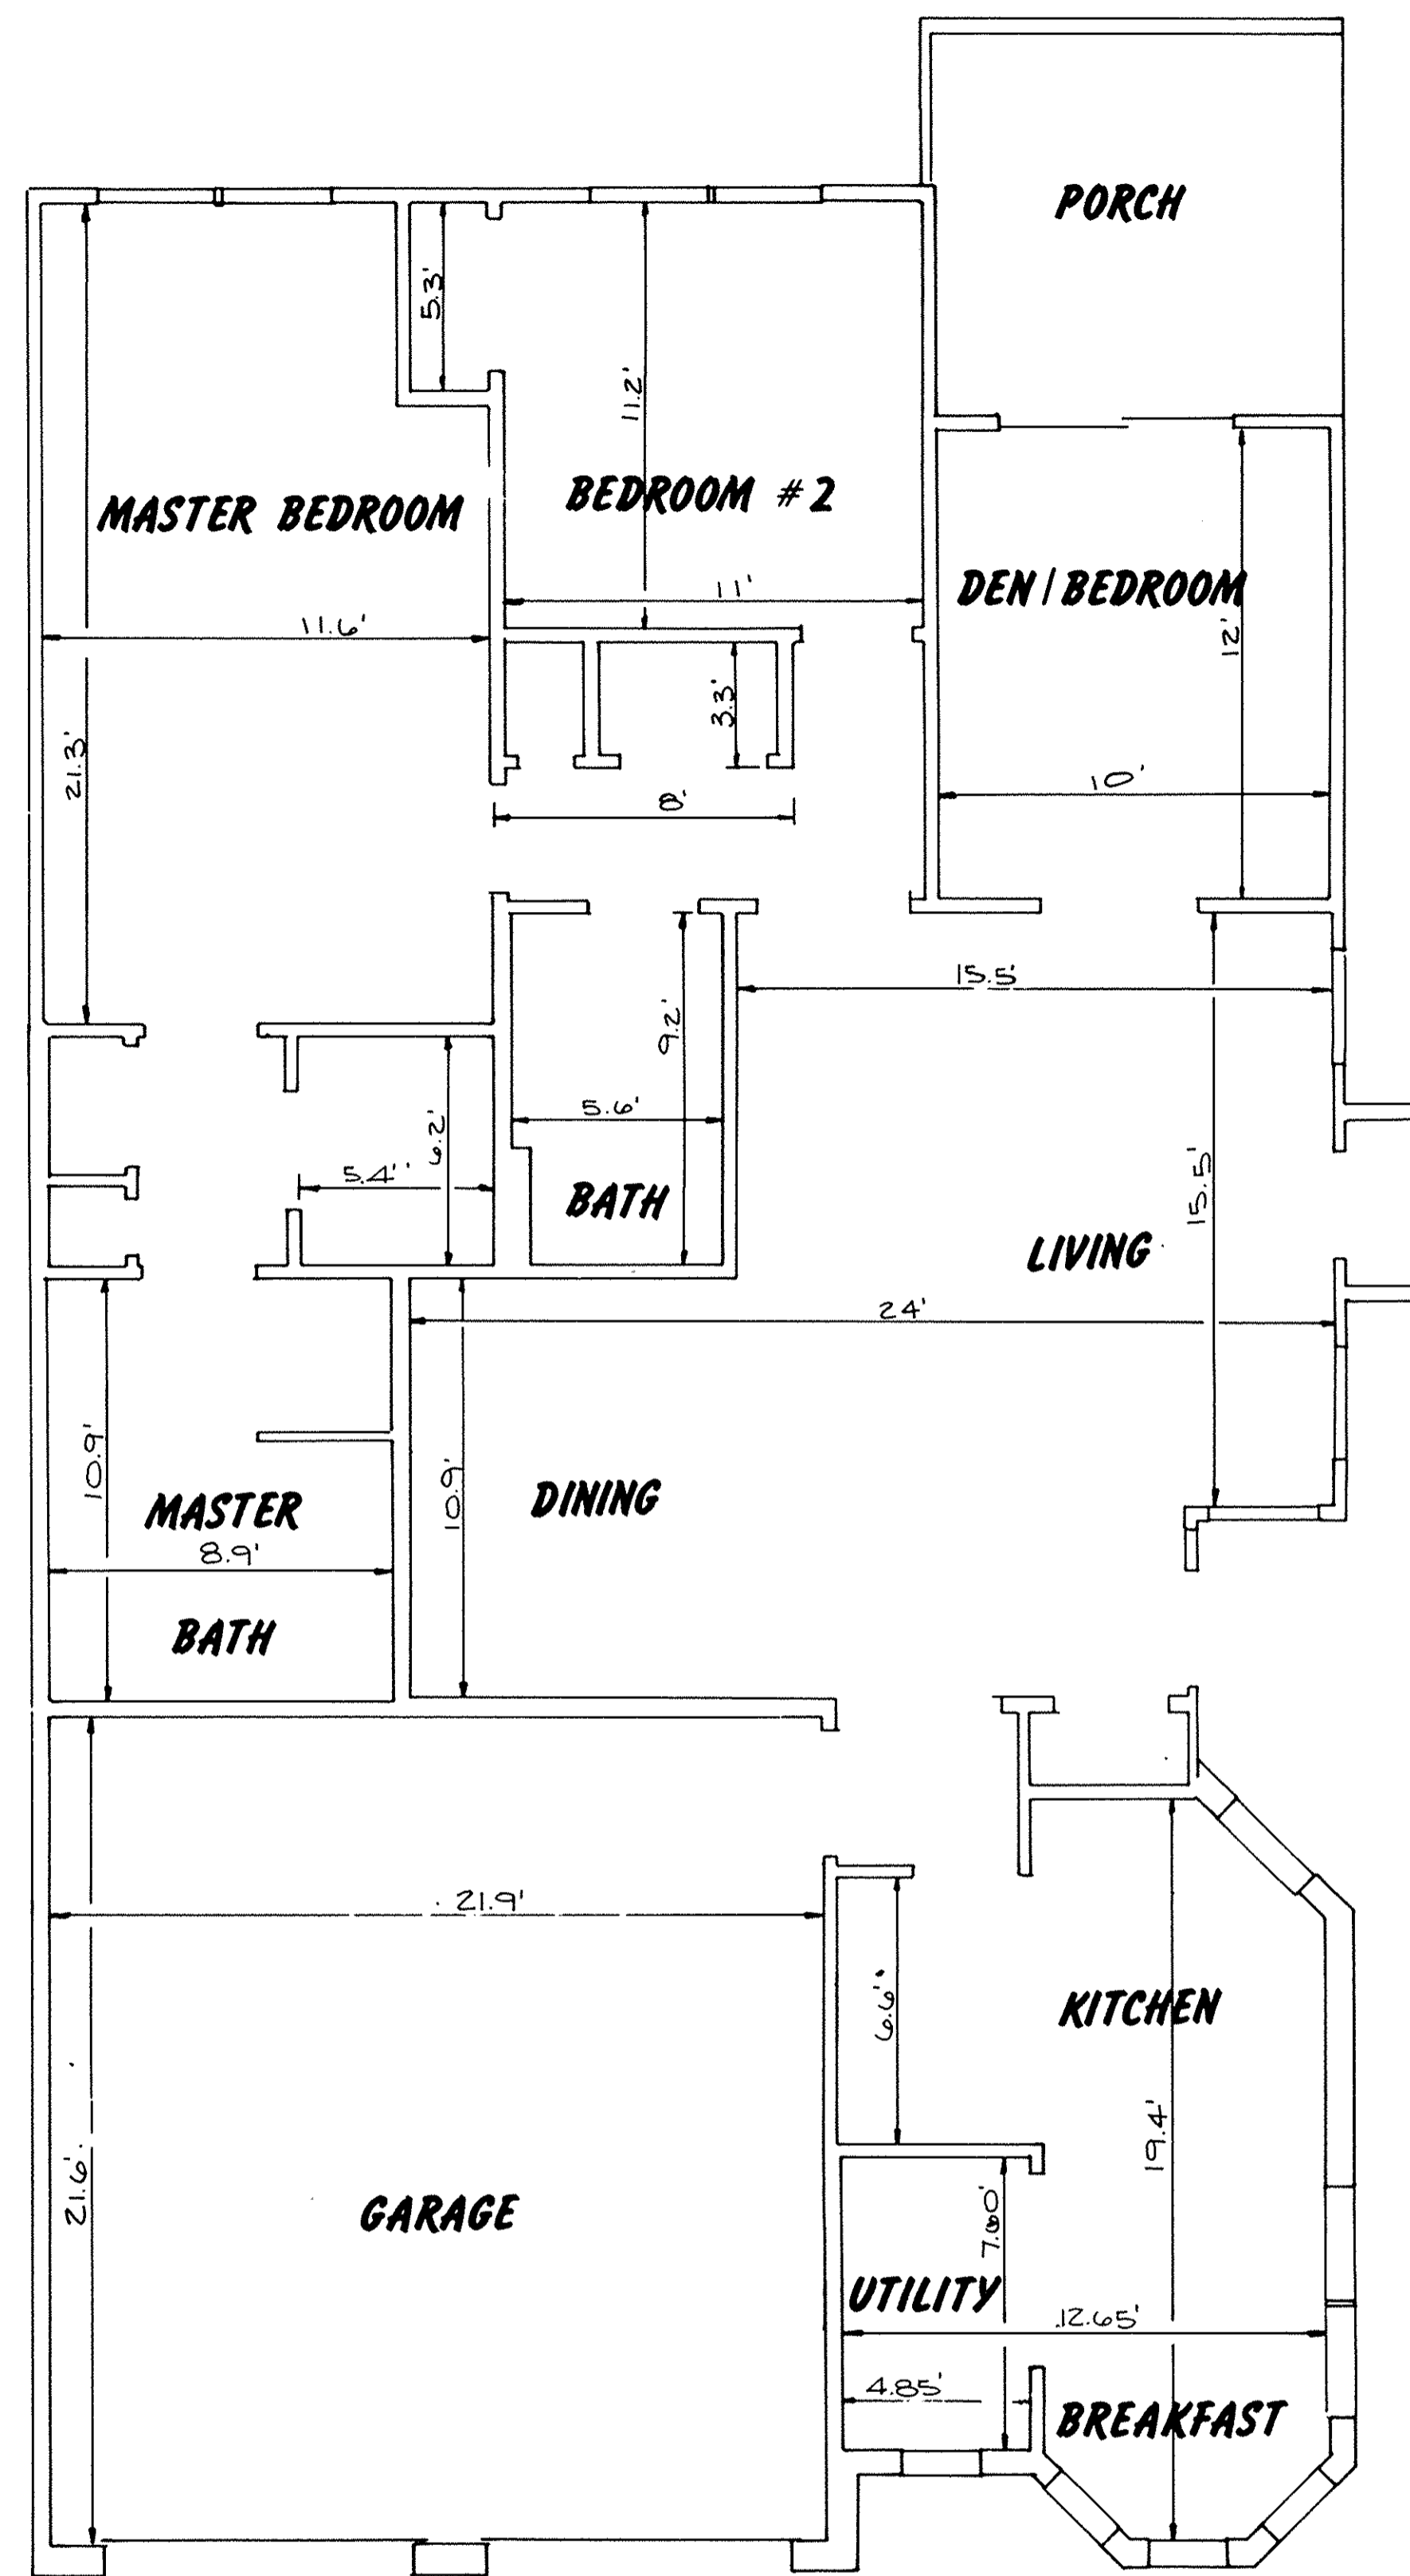 PORCH
5.3'
11.2'
MASTER BEDROOM
BEDROOM #2
DEN/BEDROOM
11'
11.6'
12'
3.3'
21.3'
10'
8'
15.5'
9.2'
5.6'
6.2'
5.4'
BATH
15.5'
LIVING
24'
10.9'
10.9'
DINING
MASTER
8.9'
BATH
21.9'
6.6'
KITCHEN
19.4'
21.6'
GARAGE
UTILITY
12.65'
4.85'
BREAKFAST